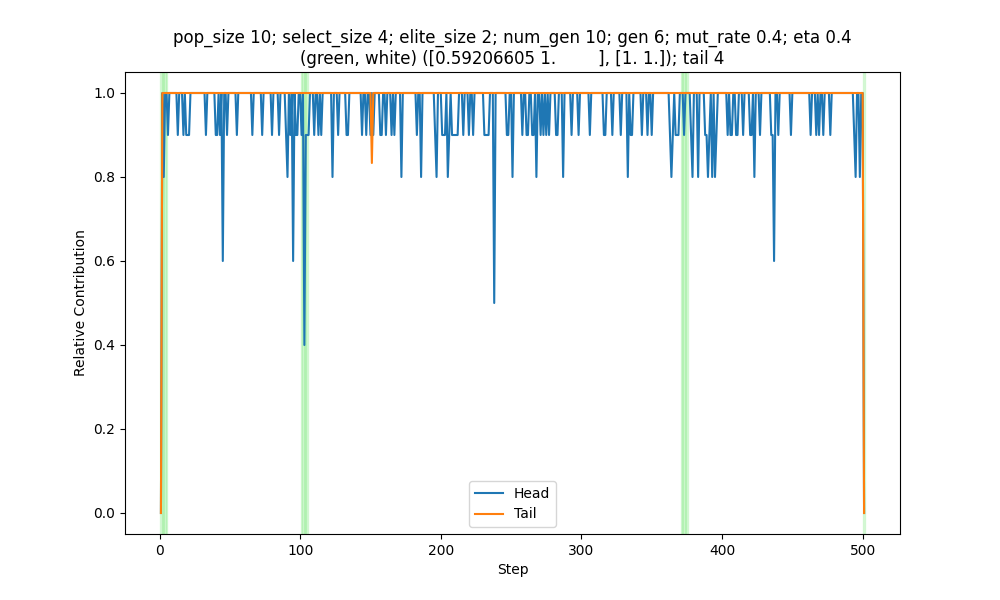 pop_size 10; select_size 4; elite_size 2; num_gen 10; gen 6; mut_rate 0.4; eta 0.4
(green, white) ([0.59206605 1.        ], [1. 1.]); tail 4
1.0
0.8
0.6
0.4
0.2
0.0
Relative Contribution
Head
Tail
0
100
200
300
400
500
Step